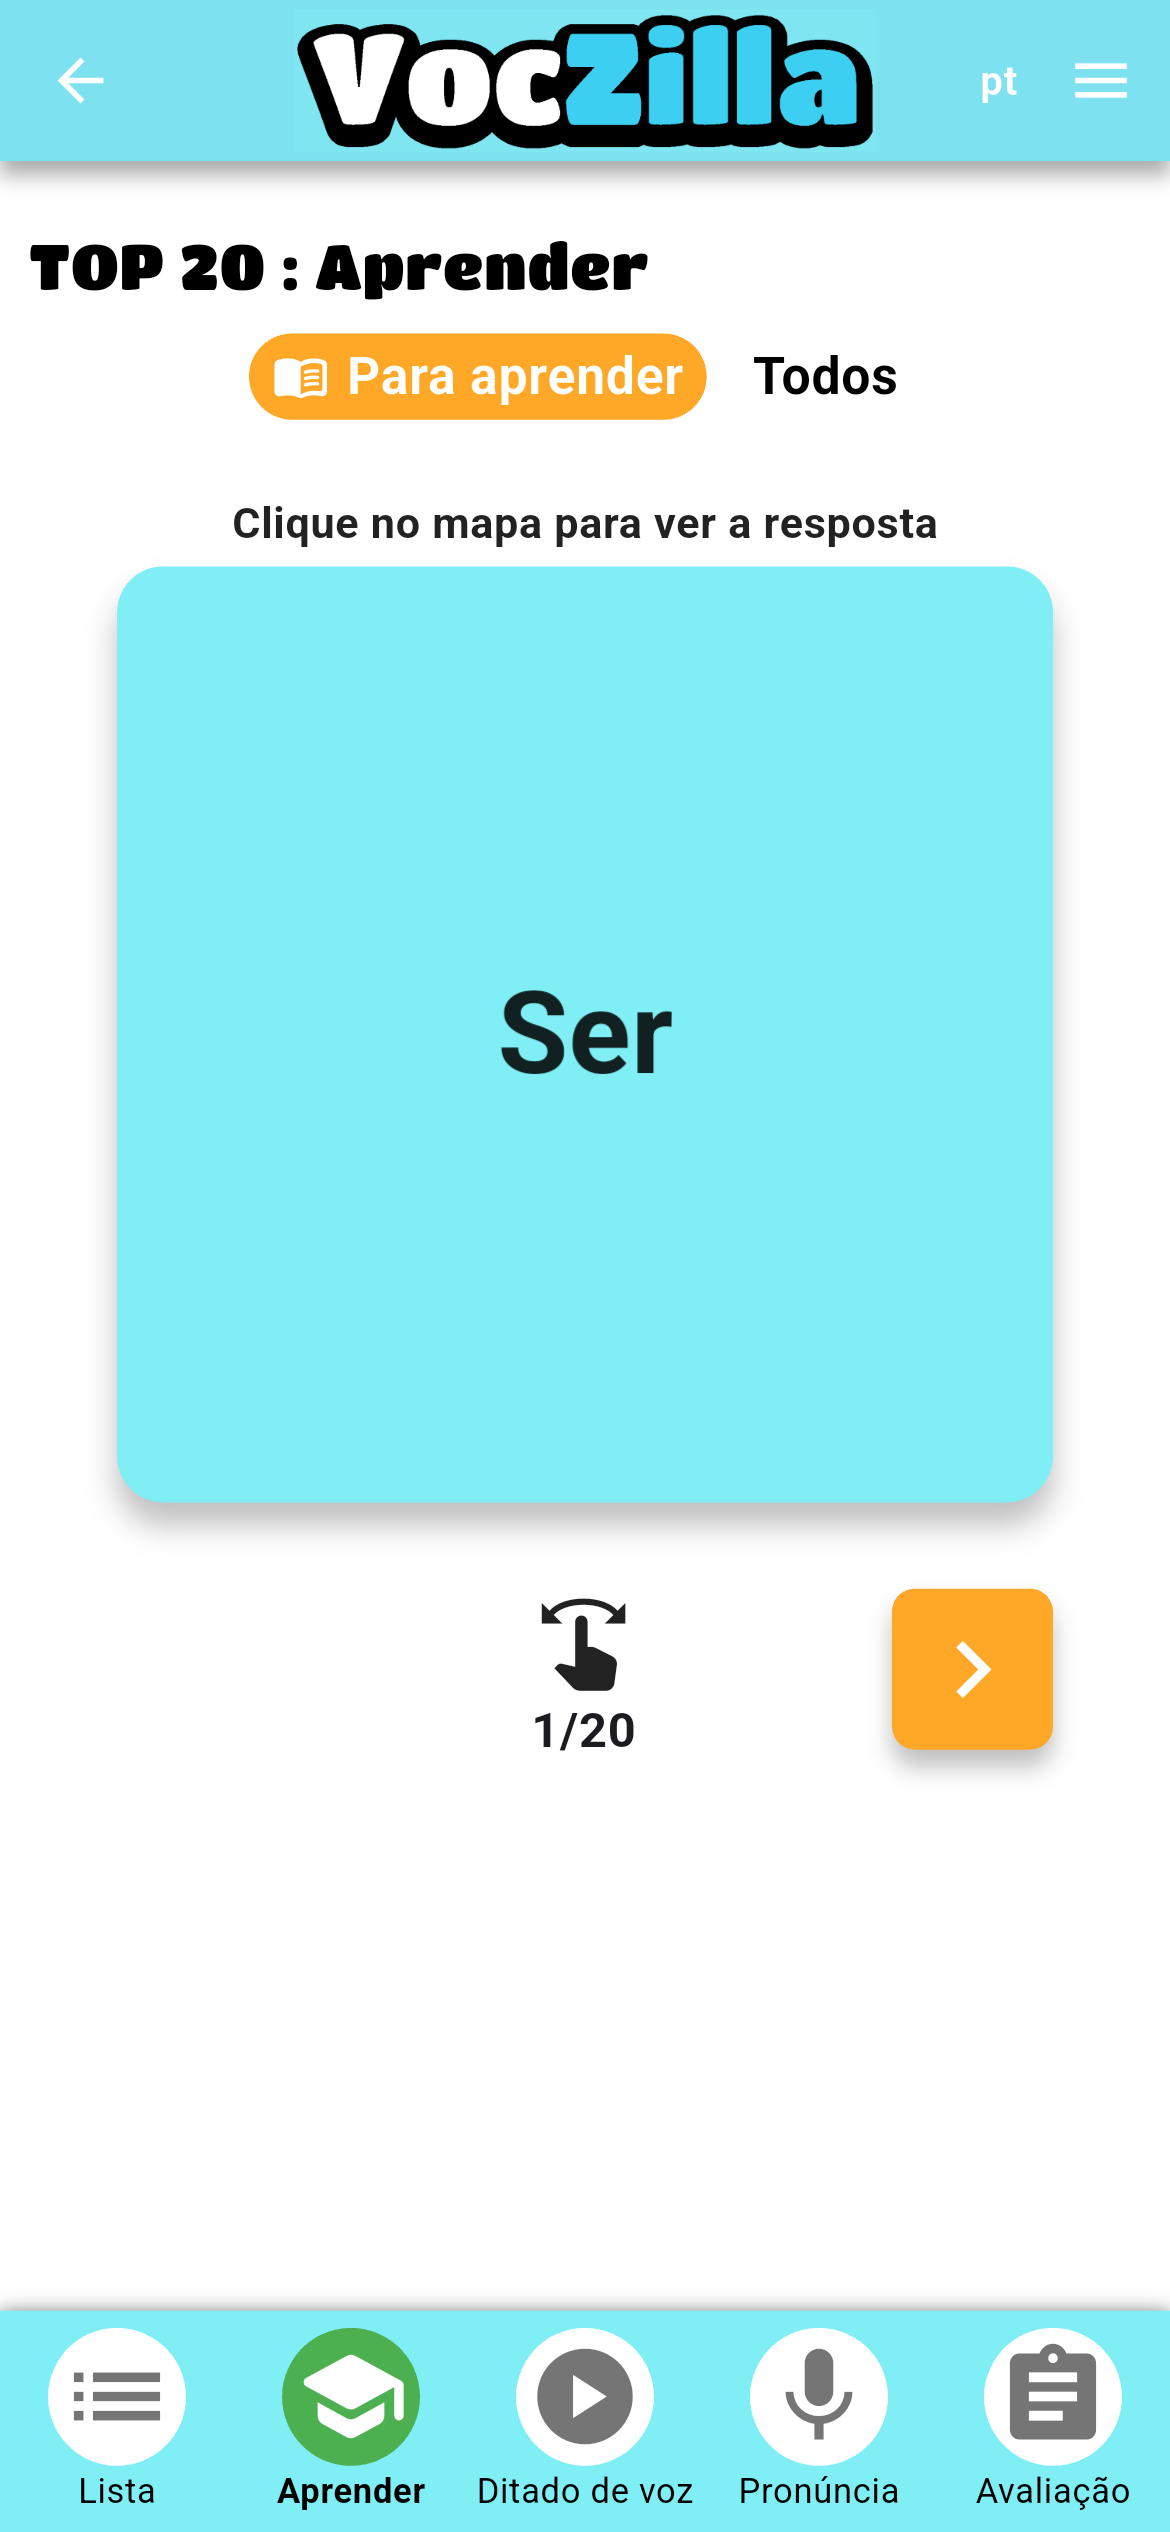 VocZilla
pt
TOP 20 : Aprender
Para aprender
Todos
Clique no mapa para ver a resposta
Ser
1/20
Lista
Aprender
Ditado de voz
Pronúncia
Avaliação